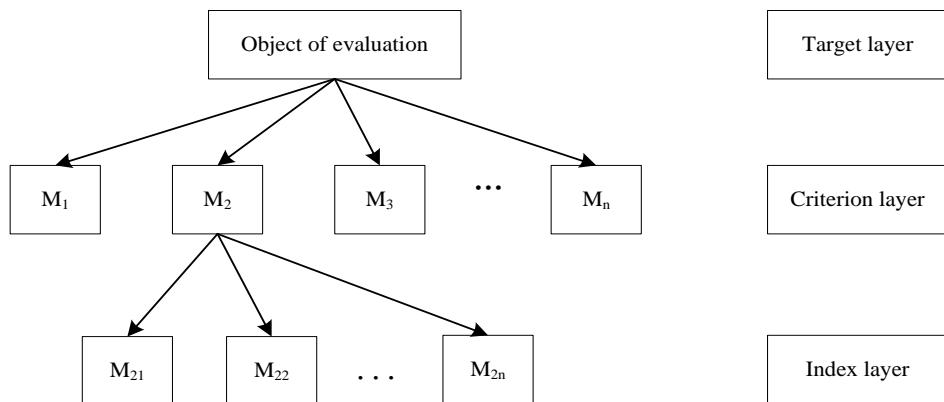 Object of evaluation
Target layer
M₁
M₂
M₃
...
Mₙ
Criterion layer
M₂₁
M₂₂
. . .
M₂ₙ
Index layer